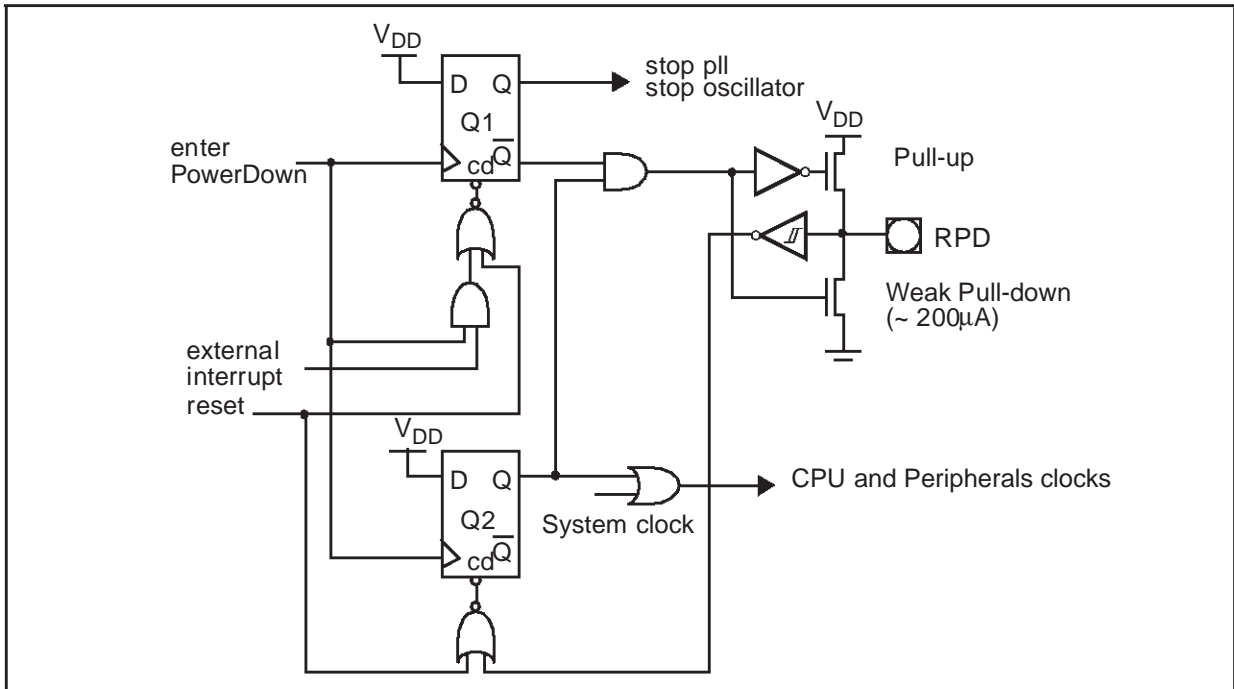 VDD
D Q
Q1
cd Q
stop pll
stop oscillator
enter
PowerDown
VDD
Pull-up
RPD
Weak Pull-down
(~ 200μA)
external
interrupt
reset
VDD
D Q
Q2
cd Q
System clock
CPU and Peripherals clocks